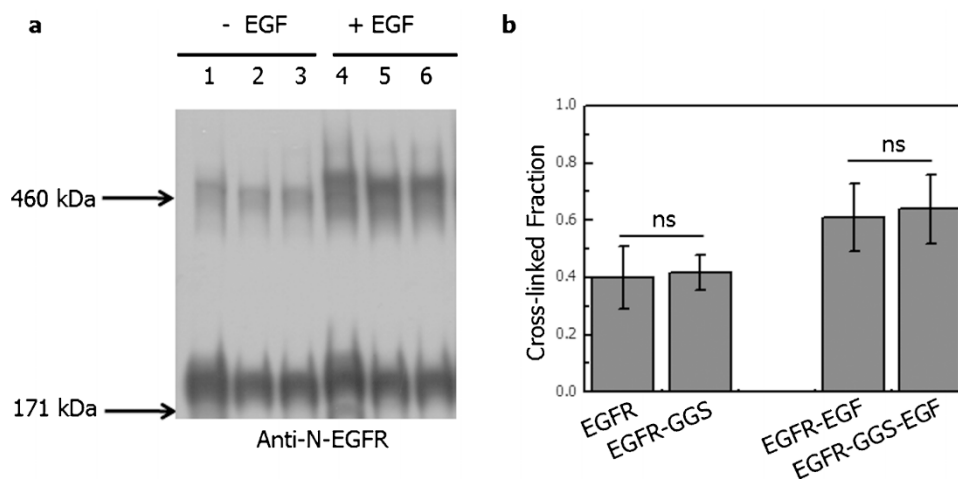 a
- EGF
+ EGF
1 2 3 4 5 6
460 kDa
171 kDa
Anti-N-EGFR
b
Cross-linked Fraction
1.0
0.8
0.6
0.4
0.2
0.0
ns
ns
EGFR
EGFR-GGS
EGFR-EGF
EGFR-GGS-EGF